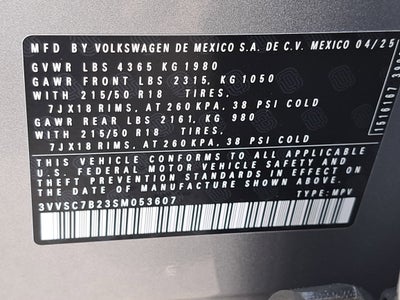 MFD BY VOLKSWAGEN DE MEXICO S.A. DE C.V. MEXICO 04/25
GVWR LBS 4365 KG 1980
GAWR FRONT LBS 2315, KG 1050
WITH 215/50 R18 TIRES,
7JX18 RIMS, AT 260 KPA, 38 PSI COLD
GAWR REAR LBS 2161, KG 980
WITH 215/50 R18 TIRES,
7JX18 RIMS, AT 260 KPA, 38 PSI COLD
THIS VEHICLE CONFORMS TO ALL APPLICABLE
U.S. FEDERAL MOTOR VEHICLE SAFETY AND
THEFT PREVENTION STANDARDS IN EFFECT ON
THE DATE OF MANUFACTURE SHOWN ABOVE.
3VVSC7B23SM053607 TYPE: MPV